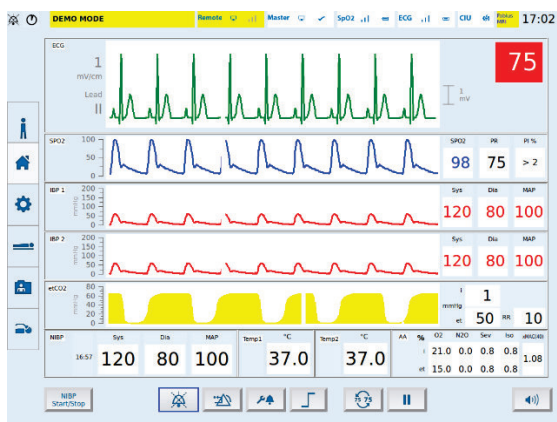 DEMO MODE Remote Master SpO2 ECG CIU Fabius MRI 17:02
ECG
1
mV/cm
Lead
II
1
mV
75
SPO2
100
50
SPO2 PR PI %
98 75 > 2
IBP 1
mmHg
200
150
100
50
0
Sys Dia MAP
120 80 100
IBP 2
mmHg
200
150
100
50
0
Sys Dia MAP
120 80 100
etCO2
mmHg
80
60
40
20
0
i 1
mmHg
et 50 RR 10
NIBP Sys Dia MAP
16:57 120 80 100
Temp1 °C
37.0
Temp2 °C
37.0
AA % O2 N2O Sev Iso xMAC(40)
i 21.0 0.0 0.8 0.8 1.08
et 15.0 0.0 0.8 0.8
NIBP
Start/Stop
75 75